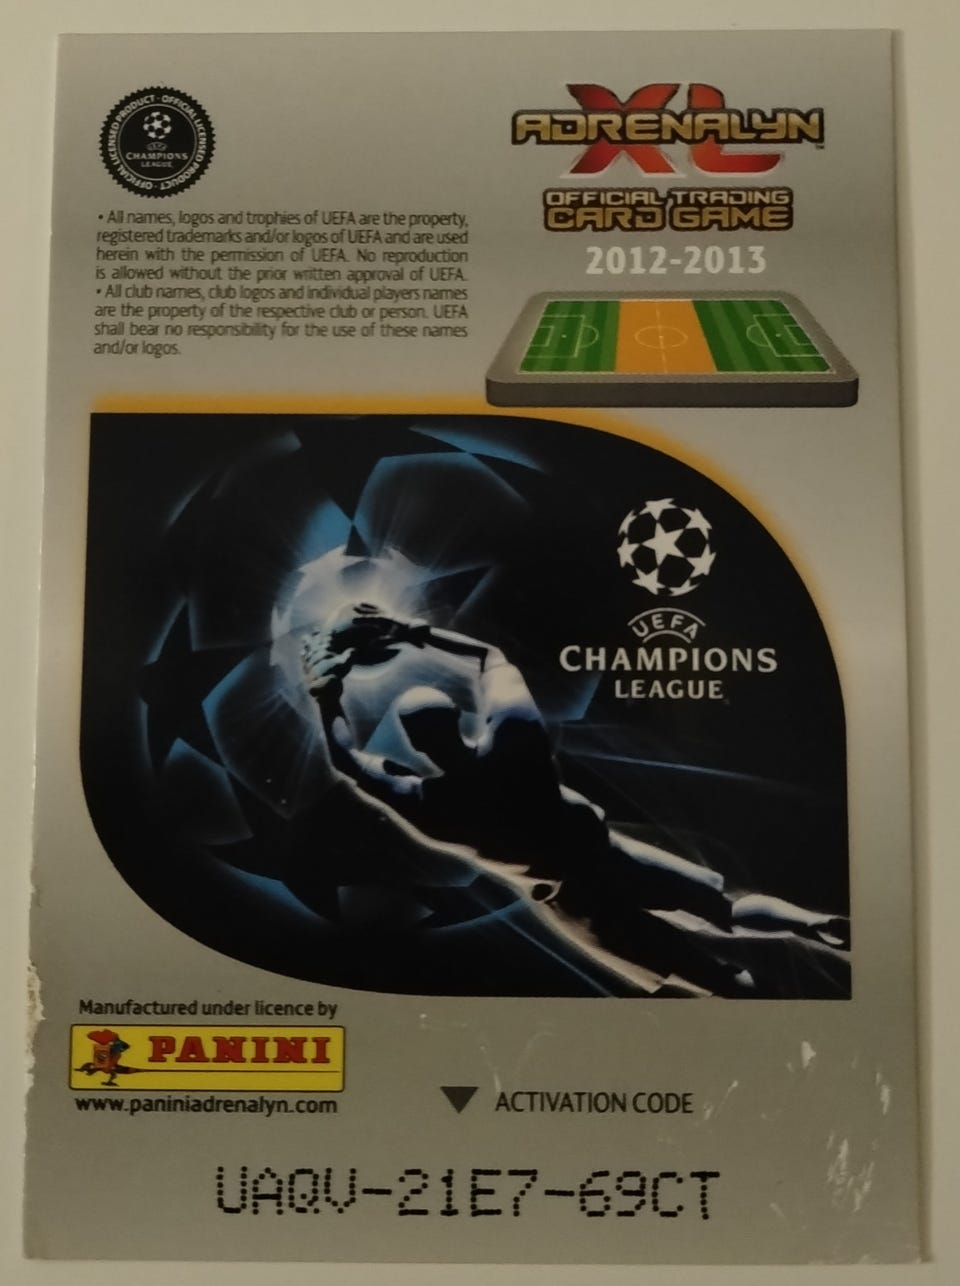 OFFICIAL LICENSED PRODUCT · OFFICIAL LICENSED PRODUCT ·
UEFA
CHAMPIONS
LEAGUE
ADRENALYN XL™
OFFICIAL TRADING
CARD GAME
2012-2013
• All names, logos and trophies of UEFA are the property,
registered trademarks and/or logos of UEFA and are used
herein with the permission of UEFA. No reproduction
is allowed without the prior written approval of UEFA.
• All club names, club logos and individual players names
are the property of the respective club or person. UEFA
shall bear no responsibility for the use of these names
and/or logos.
UEFA
CHAMPIONS
LEAGUE
Manufactured under licence by
PANINI
www.paniniadrenalyn.com
ACTIVATION CODE
UAQV-21E7-69CT